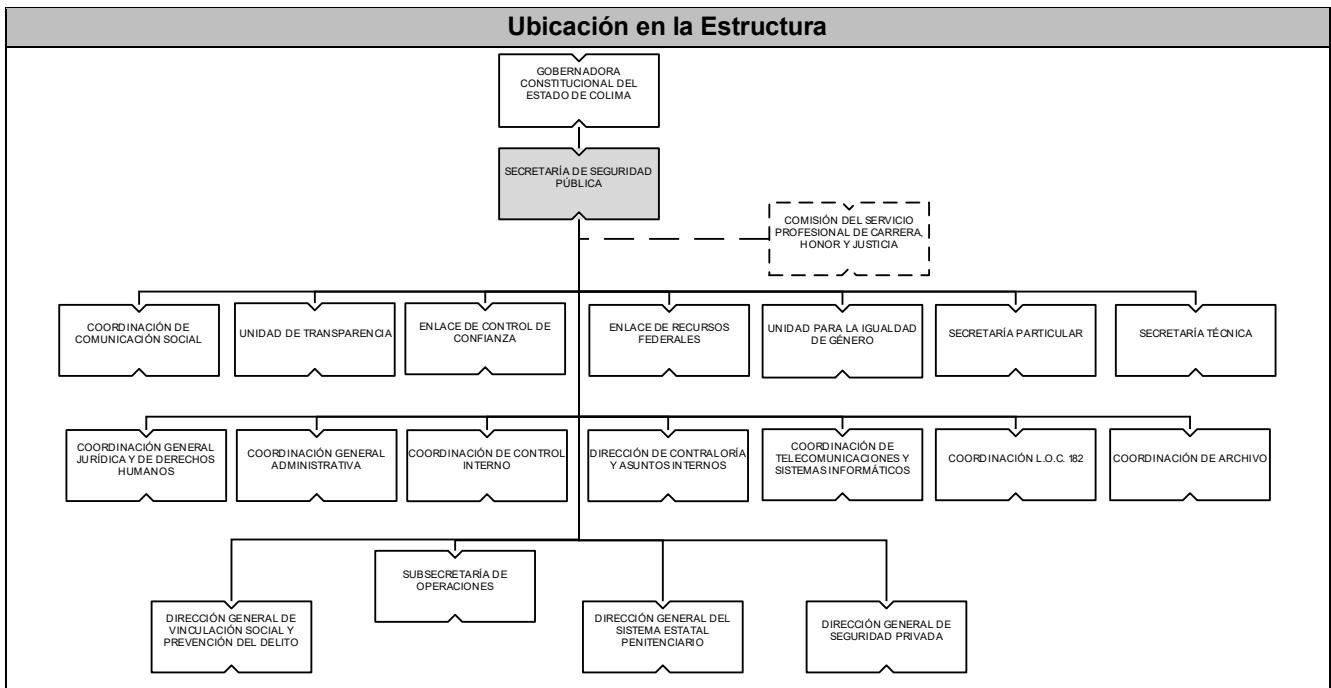 Ubicación en la Estructura
GOBERNADORA
CONSTITUCIONAL DEL
ESTADO DE COLIMA
SECRETARÍA DE SEGURIDAD
PÚBLICA
COMISIÓN DEL SERVICIO
PROFESIONAL DE CARRERA,
HONOR Y JUSTICIA
COORDINACIÓN DE
COMUNICACIÓN SOCIAL
UNIDAD DE TRANSPARENCIA
ENLACE DE CONTROL DE
CONFIANZA
ENLACE DE RECURSOS
FEDERALES
UNIDAD PARA LA IGUALDAD
DE GÉNERO
SECRETARÍA PARTICULAR
SECRETARÍA TÉCNICA
COORDINACIÓN GENERAL
JURÍDICA Y DE DERECHOS
HUMANOS
COORDINACIÓN GENERAL
ADMINISTRATIVA
COORDINACIÓN DE CONTROL
INTERNO
DIRECCIÓN DE CONTRALORÍA
Y ASUNTOS INTERNOS
COORDINACIÓN DE
TELECOMUNICACIONES Y
SISTEMAS INFORMÁTICOS
COORDINACIÓN L.O.C. 182
COORDINACIÓN DE ARCHIVO
SUBSECRETARÍA DE
OPERACIONES
DIRECCIÓN GENERAL DE
VINCULACIÓN SOCIAL Y
PREVENCIÓN DEL DELITO
DIRECCIÓN GENERAL DEL
SISTEMA ESTATAL
PENITENCIARIO
DIRECCIÓN GENERAL DE
SEGURIDAD PRIVADA